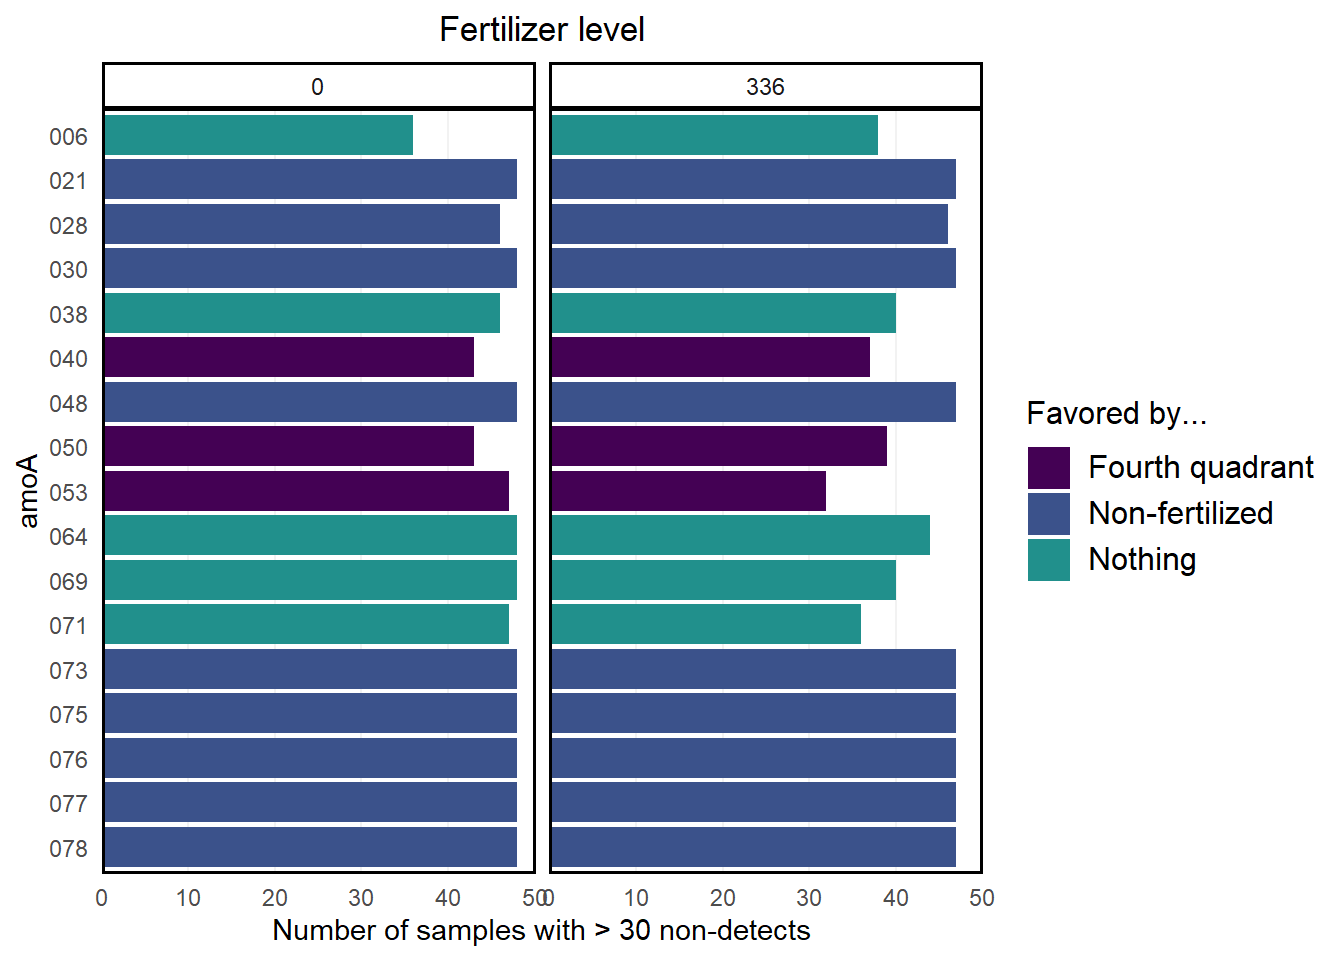 Fertilizer level
0 336
006
021
028
030
038
040
048
050
053
064
069
071
073
075
076
077
078
amoA
0 10 20 30 40 50 0 10 20 30 40 50
Number of samples with > 30 non-detects
Favored by...
Fourth quadrant
Non-fertilized
Nothing